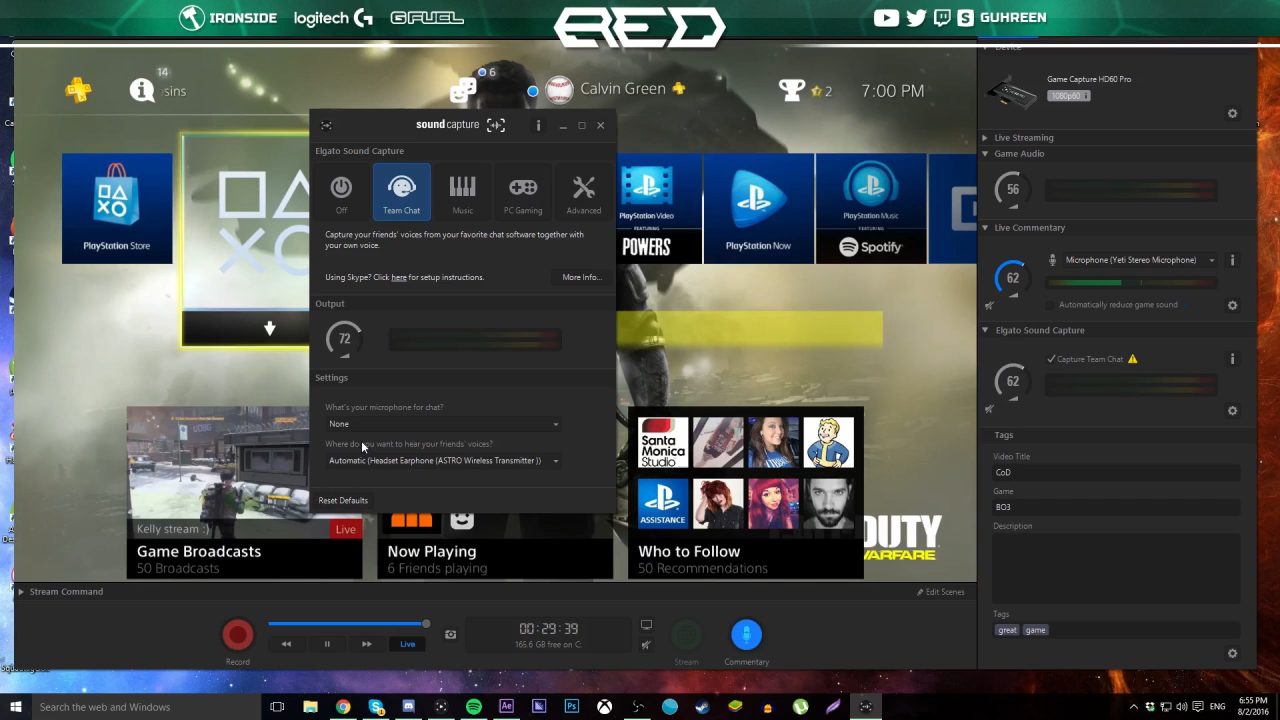 IRONSIDE logitech G GFUEL RED GUHREEN
14
sins
6
Calvin Green
2
7:00 PM
PlayStation Store
PlayStation Video
FEATURING
POWERS
PlayStation Now
PlayStation Music
FEATURING
Spotify
sound capture
Elgato Sound Capture
Off
Team Chat
Music
PC Gaming
Advanced
Capture your friends' voices from your favorite chat software together with
your own voice.
Using Skype? Click here for setup instructions.
More Info...
Output
72
Settings
What's your microphone for chat?
None
Where do you want to hear your friends' voices?
Automatic (Headset Earphone (ASTRO Wireless Transmitter ))
Reset Defaults
Kelly stream :)
Live
Game Broadcasts
50 Broadcasts
Now Playing
6 Friends playing
Santa
Monica
Studio
ASSISTANCE
Who to Follow
50 Recommendations
DUTY
WARFARE
Device
Game Capture HD60 Pro
1080p60
Live Streaming
Game Audio
56
Live Commentary
62
Microphone (Yeti Stereo Microphone)
Automatically reduce game sound
Elgato Sound Capture
62
Capture Team Chat
Tags
Video Title
CoD
Game
BO3
Description
Tags
great game
Stream Command
Edit Scenes
Record
Live
00:29:39
165.6 GB free on C:
Stream
Commentary
Search the web and Windows
Ae
Ps
ENG
6:55 PM
8/2/2016